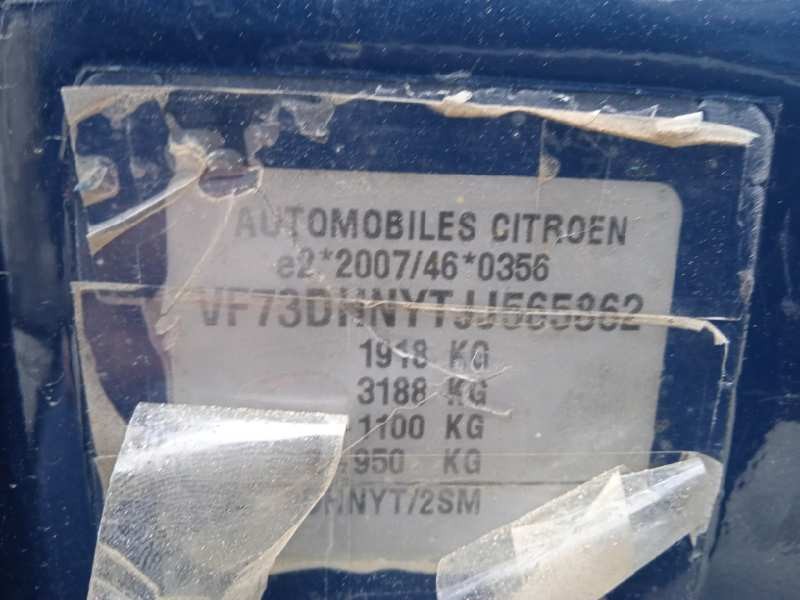 AUTOMOBILES CITROEN
e2*2007/46*0356
VF73DHNYTJJ565862
1918 KG
3188 KG
1100 KG
950 KG
HNYT/2SM